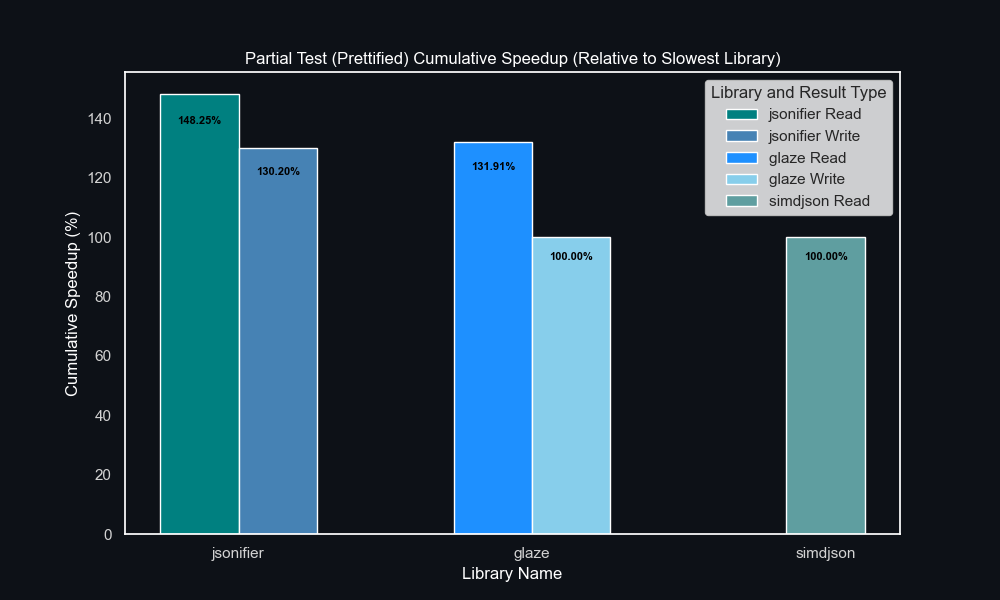 Partial Test (Prettified) Cumulative Speedup (Relative to Slowest Library)
Library and Result Type
jsonifier Read
jsonifier Write
glaze Read
glaze Write
simdjson Read
148.25%
130.20%
131.91%
100.00%
100.00%
Cumulative Speedup (%)
140
120
100
80
60
40
20
0
jsonifier
glaze
simdjson
Library Name